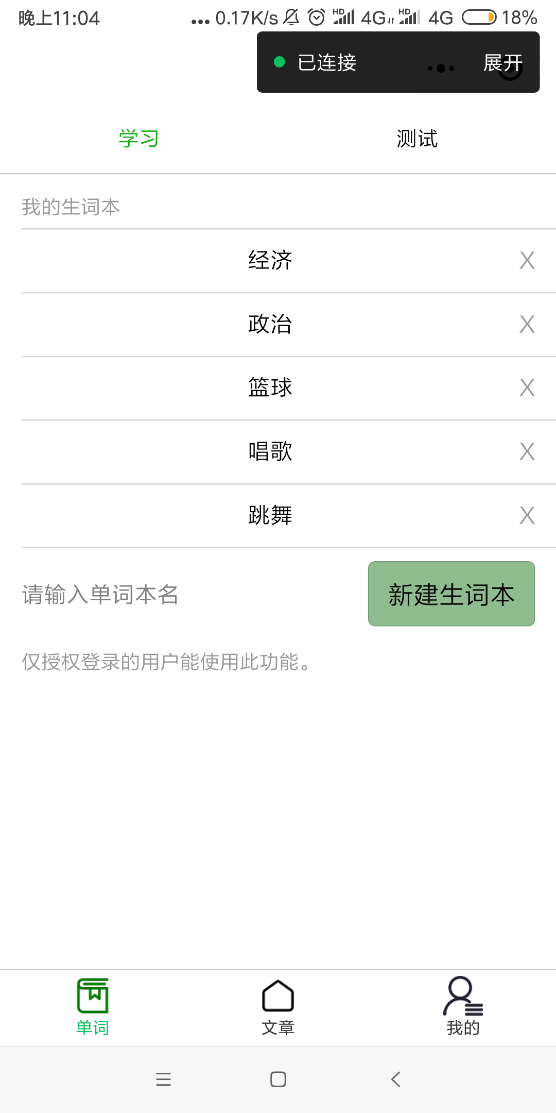 晚上11:04 ... 0.17K/s HD 4G HD 4G 18%
已连接 展开
学习 测试
我的生词本
经济 X
政治 X
篮球 X
唱歌 X
跳舞 X
请输入单词本名 新建生词本
仅授权登录的用户能使用此功能。
单词 文章 我的